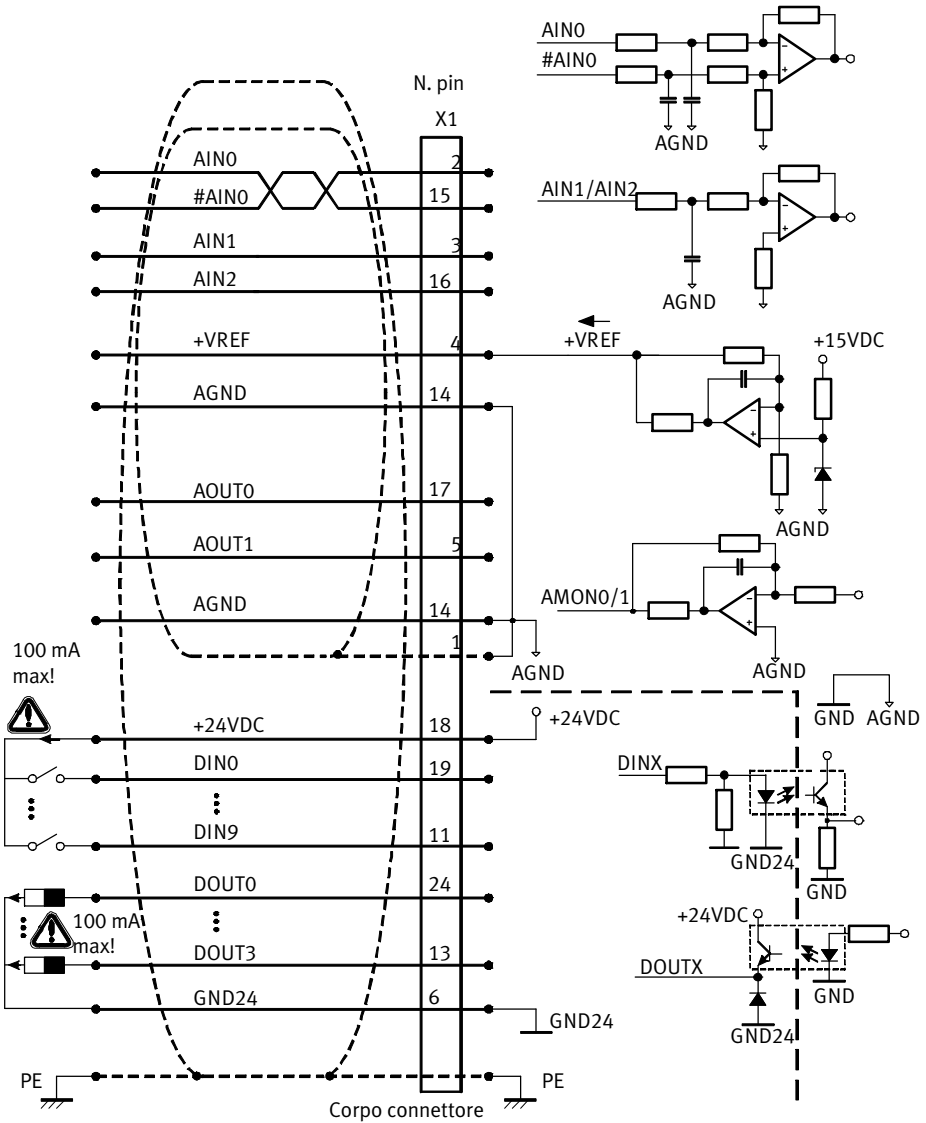 N. pin
X1
AIN0
2
#AIN0
15
AIN1
3
AIN2
16
+VREF
4
AGND
14
AOUT0
17
AOUT1
5
AGND
14
1
AGND
100 mA
max!
+24VDC
18
+24VDC
DIN0
19
DIN9
11
DOUT0
24
100 mA
max!
DOUT3
13
GND24
6
GND24
PE
PE
Corpo connettore
AIN0
#AIN0
AGND
AIN1/AIN2
AGND
+VREF
+15VDC
AGND
AMON0/1
AGND
GND AGND
DINX
GND24
GND
+24VDC
DOUTX
GND
GND24